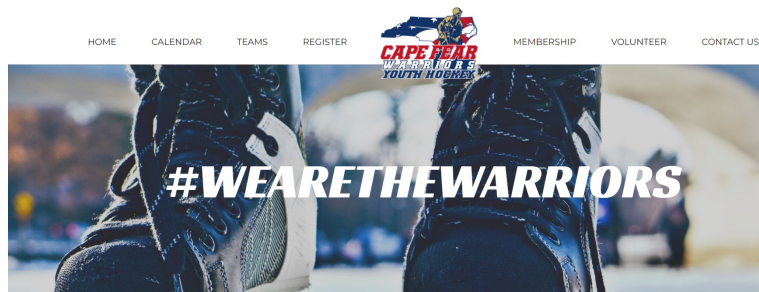 HOME CALENDAR TEAMS REGISTER MEMBERSHIP VOLUNTEER CONTACT US
CAPE FEAR
WARRIORS
YOUTH HOCKEY
#WEARETHEWARRIORS